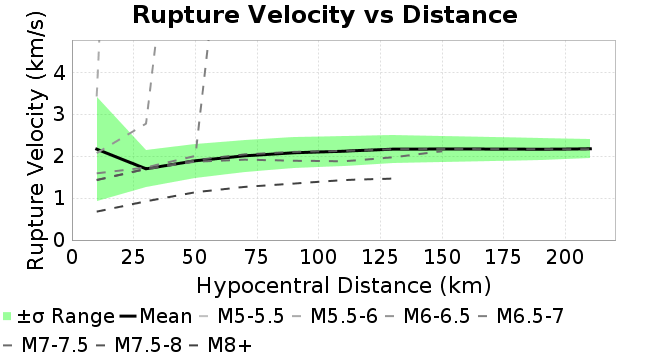 Rupture Velocity vs Distance
Rupture Velocity (km/s)
4
3
2
1
0
0 25 50 75 100 125 150 175 200
Hypocentral Distance (km)
±σ Range Mean M5-5.5 M5.5-6 M6-6.5 M6.5-7
M7-7.5 M7.5-8 M8+